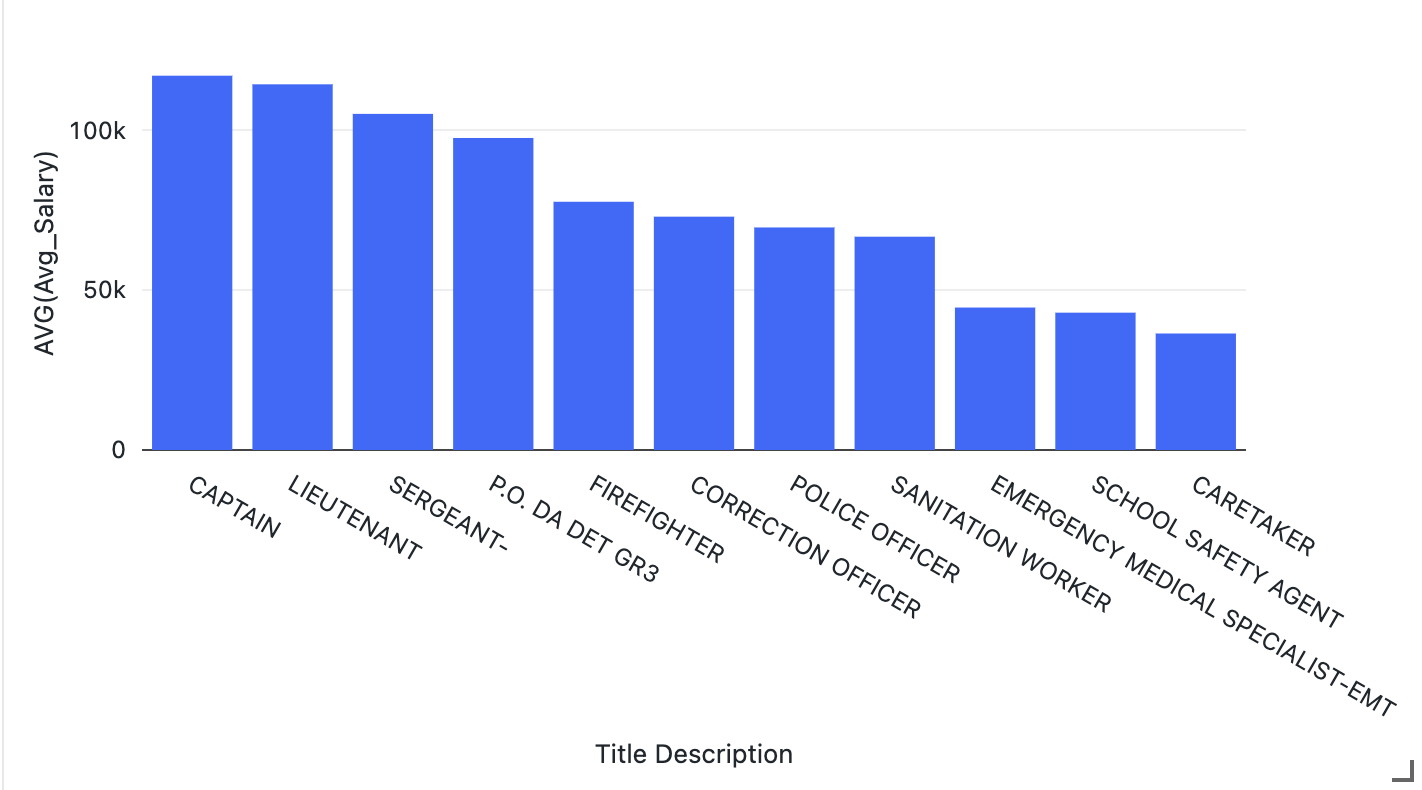 100k
50k
0
AVG(Avg_Salary)
CAPTAIN
LIEUTENANT
SERGEANT-
P.O. DA DET GR3
FIREFIGHTER
CORRECTION OFFICER
POLICE OFFICER
SANITATION WORKER
EMERGENCY MEDICAL SPECIALIST-EMT
SCHOOL SAFETY AGENT
CARETAKER
Title Description